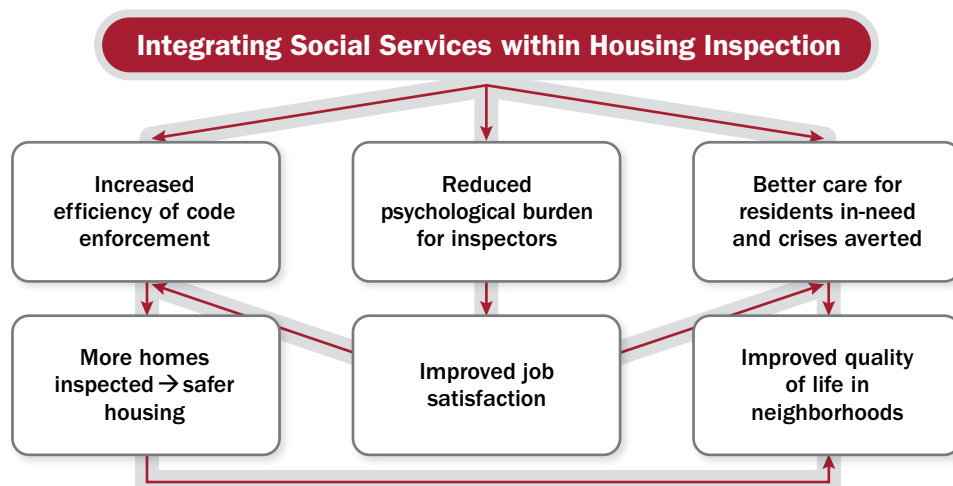 Integrating Social Services within Housing Inspection
Increased
efficiency of code
enforcement
Reduced
psychological burden
for inspectors
Better care for
residents in-need
and crises averted
More homes
inspected → safer
housing
Improved job
satisfaction
Improved quality
of life in
neighborhoods